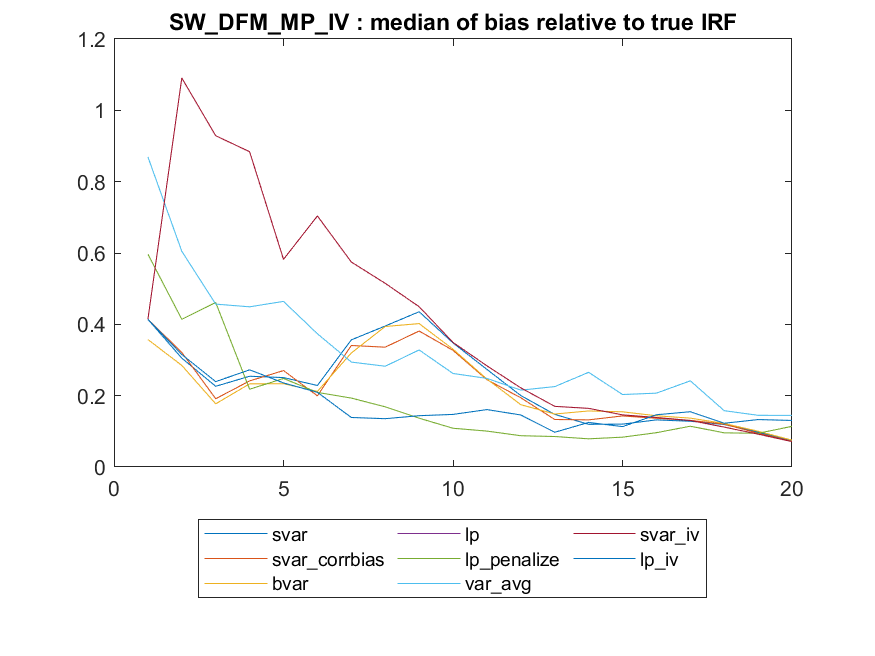 SW_DFM_MP_IV : median of bias relative to true IRF
1.2
1
0.8
0.6
0.4
0.2
0
0 5 10 15 20
svar lp svar_iv
svar_corrbias lp_penalize lp_iv
bvar var_avg